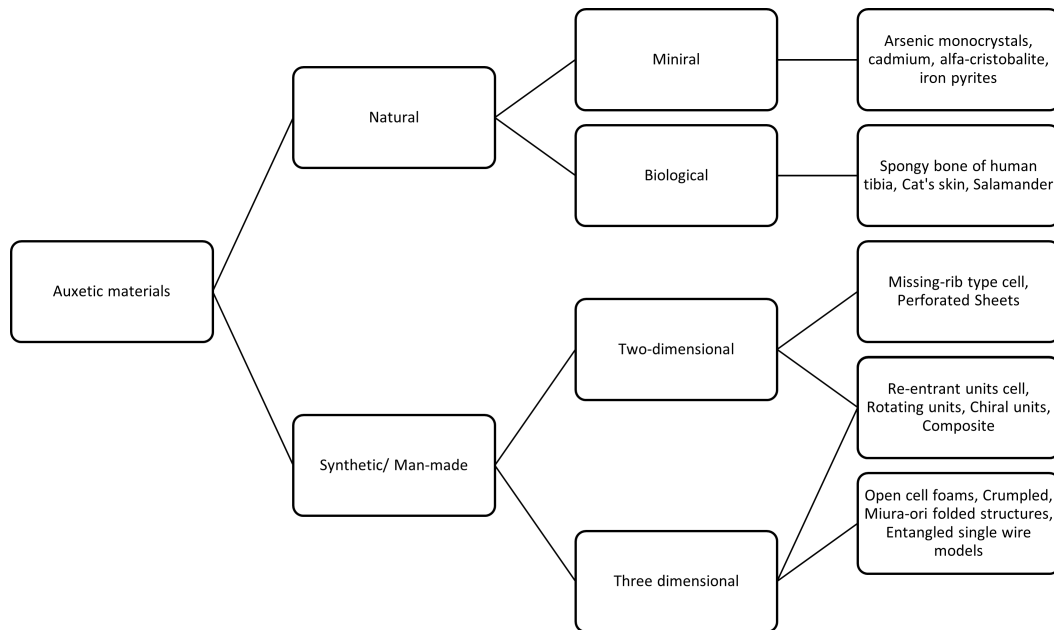 Auxetic materials
Natural
Synthetic/ Man-made
Miniral
Biological
Two-dimensional
Three dimensional
Arsenic monocrystals,
cadmium, alfa-cristobalite,
iron pyrites
Spongy bone of human
tibia, Cat's skin, Salamander
Missing-rib type cell,
Perforated Sheets
Re-entrant units cell,
Rotating units, Chiral units,
Composite
Open cell foams, Crumpled,
Miura-ori folded structures,
Entangled single wire
models